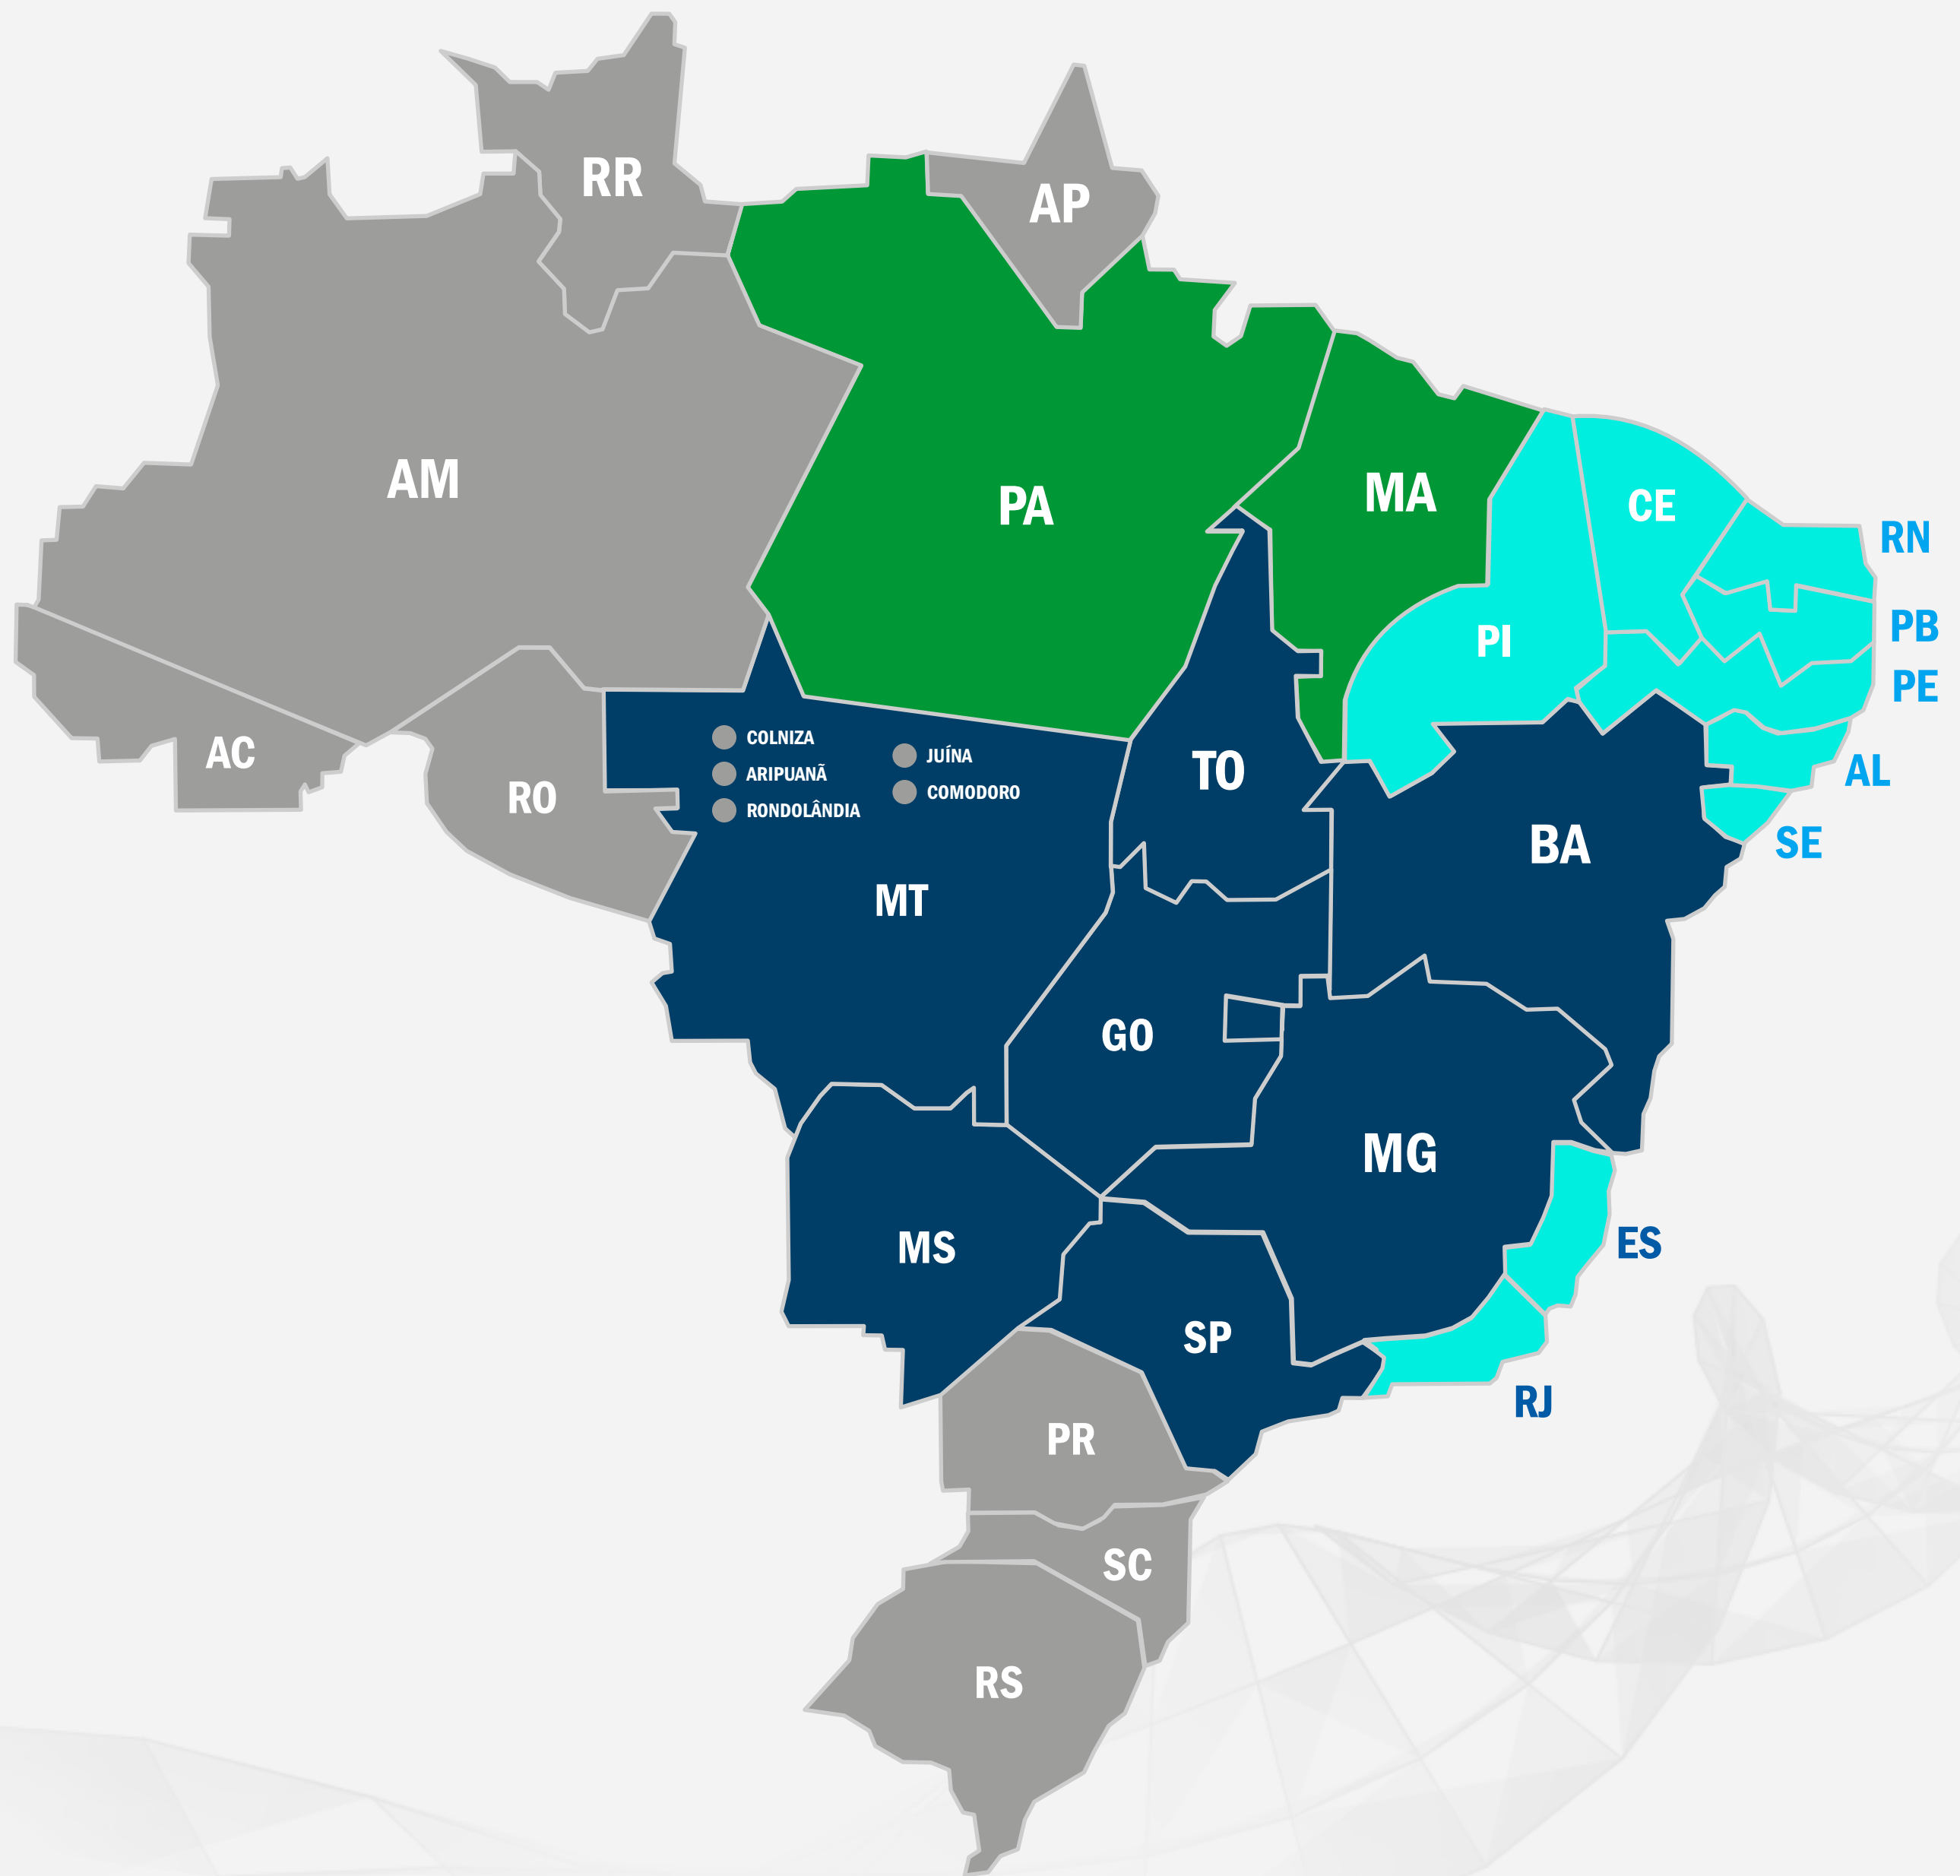 RR
AP
AM
PA
MA
CE
RN
PB
PI
PE
COLNIZA
JUÍNA
AC
TO
ARIPUANÃ
AL
RO
COMODORO
RONDOLÂNDIA
BA
SE
MT
GO
MG
MS
ES
SP
RJ
PR
SC
RS